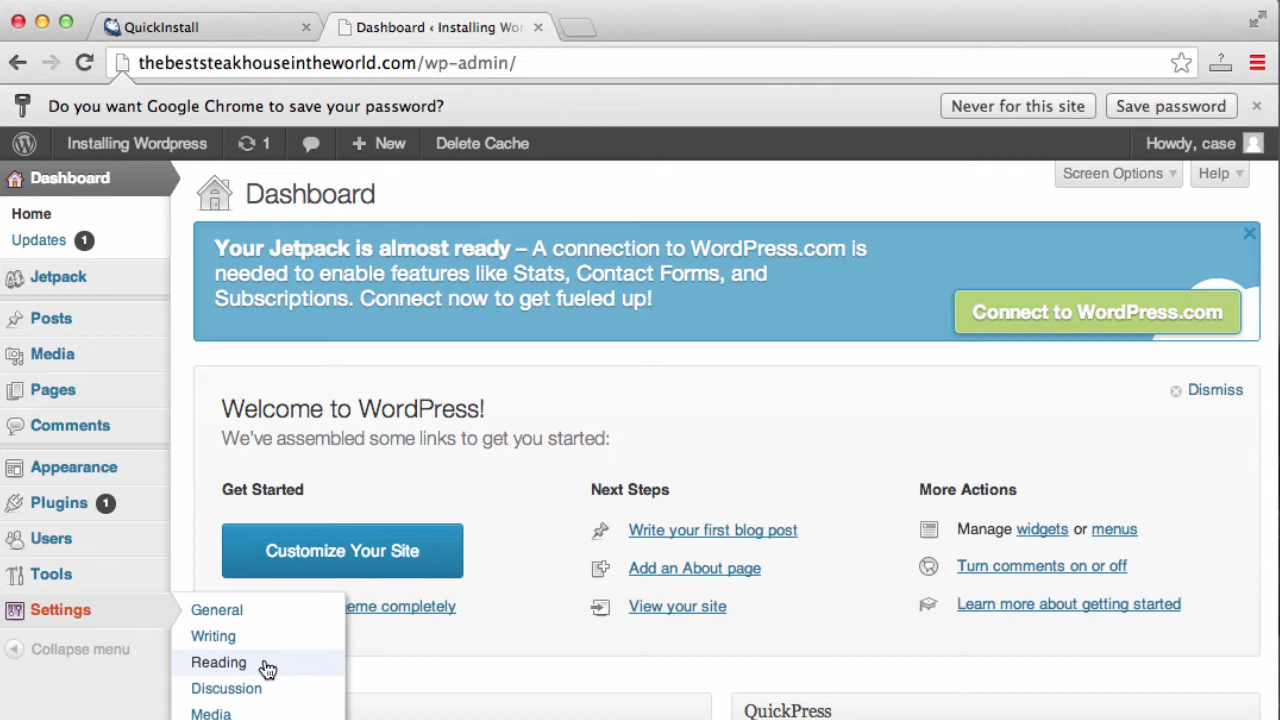 QuickInstall
Dashboard ‹ Installing Wor
thebeststeakhouseintheworld.com/wp-admin/
Do you want Google Chrome to save your password?
Never for this site
Save password
Installing Wordpress
1
+ New
Delete Cache
Howdy, case
Dashboard
Home
Updates 1
Jetpack
Posts
Media
Pages
Comments
Appearance
Plugins 1
Users
Tools
Settings
Collapse menu
General
Writing
Reading
Discussion
Media
Screen Options
Help
Dashboard
Your Jetpack is almost ready – A connection to WordPress.com is
needed to enable features like Stats, Contact Forms, and
Subscriptions. Connect now to get fueled up!
Connect to WordPress.com
Dismiss
Welcome to WordPress!
We've assembled some links to get you started:
Get Started
Customize Your Site
eme completely
Next Steps
Write your first blog post
Add an About page
View your site
More Actions
Manage widgets or menus
Turn comments on or off
Learn more about getting started
QuickPress